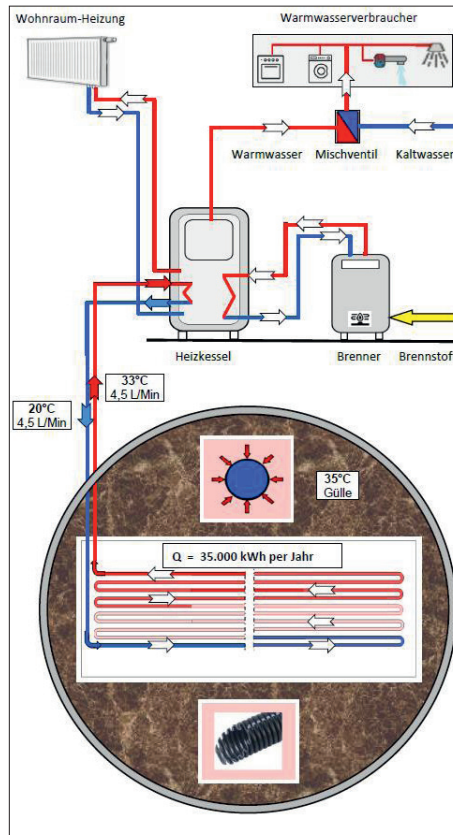 Wohnraum-Heizung
Warmwasserverbraucher
Warmwasser
Mischventil
Kaltwasser
Heizkessel
Brenner
Brennstof
33°C
4,5 L/Min
20°C
4,5 L/Min
35°C
Gülle
Q = 35.000 kWh per Jahr